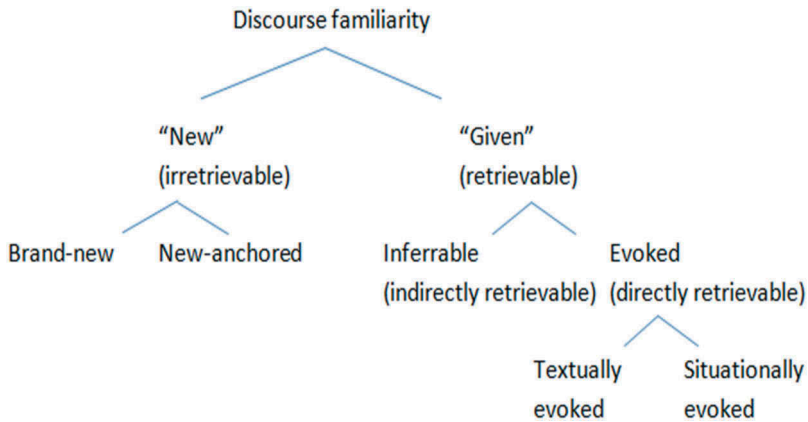 Discourse familiarity
“New” “Given”
(irretrievable) (retrievable)
Brand-new New-anchored Inferrable Evoked
(indirectly retrievable) (directly retrievable)
Textually Situationally
evoked evoked